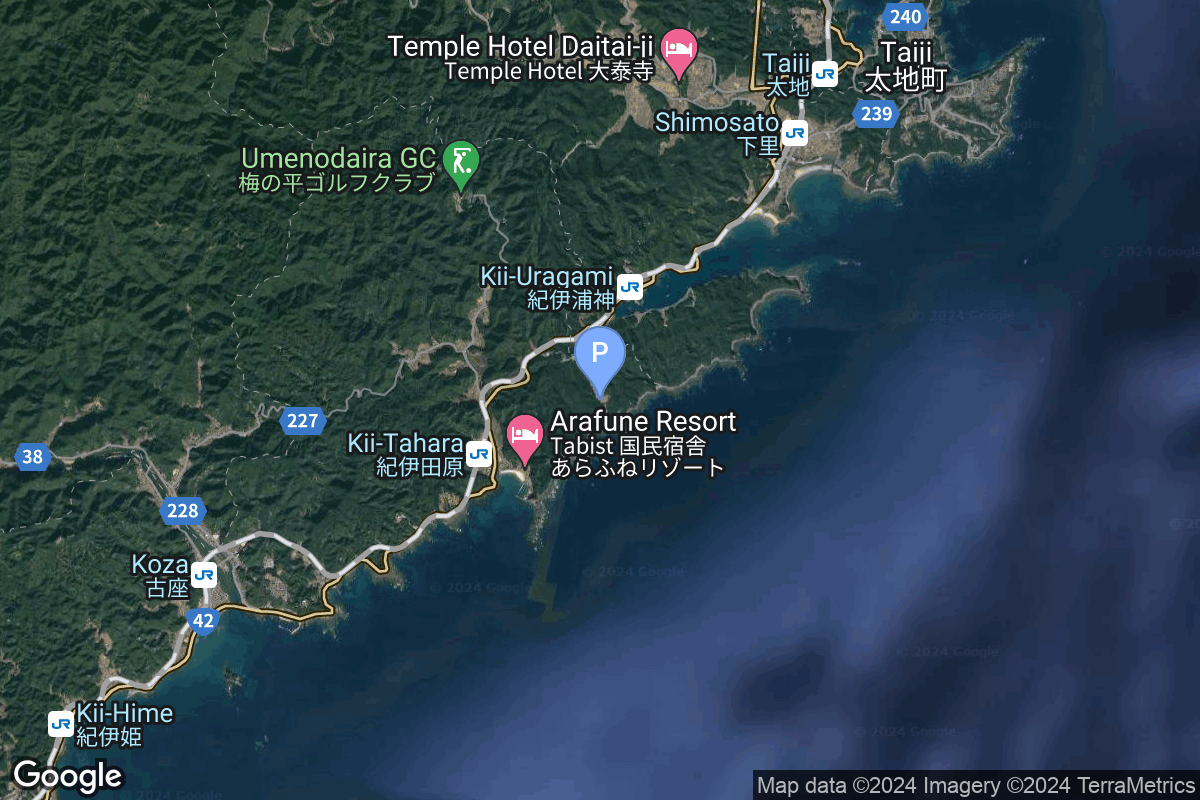 240
Temple Hotel Daitai-ji
Temple Hotel 大泰寺
Taiji
太地
Taiji
太地町
239
Shimosato
下里
Umenodaira GC
梅の平ゴルフクラブ
© 2024 Google
Kii-Uragami
紀伊浦神
© 2024 Google
P
227
Arafune Resort
Tabist 国民宿舎
あらふねリゾート
Kii-Tahara
紀伊田原
38
228
© 2024 Google
© 2024 Google
Koza
古座
42
© 2024 Google
Kii-Hime
紀伊姫
© 2024 Google
Google
© 2024 Google
Map data ©2024 Imagery ©2024 TerraMetrics